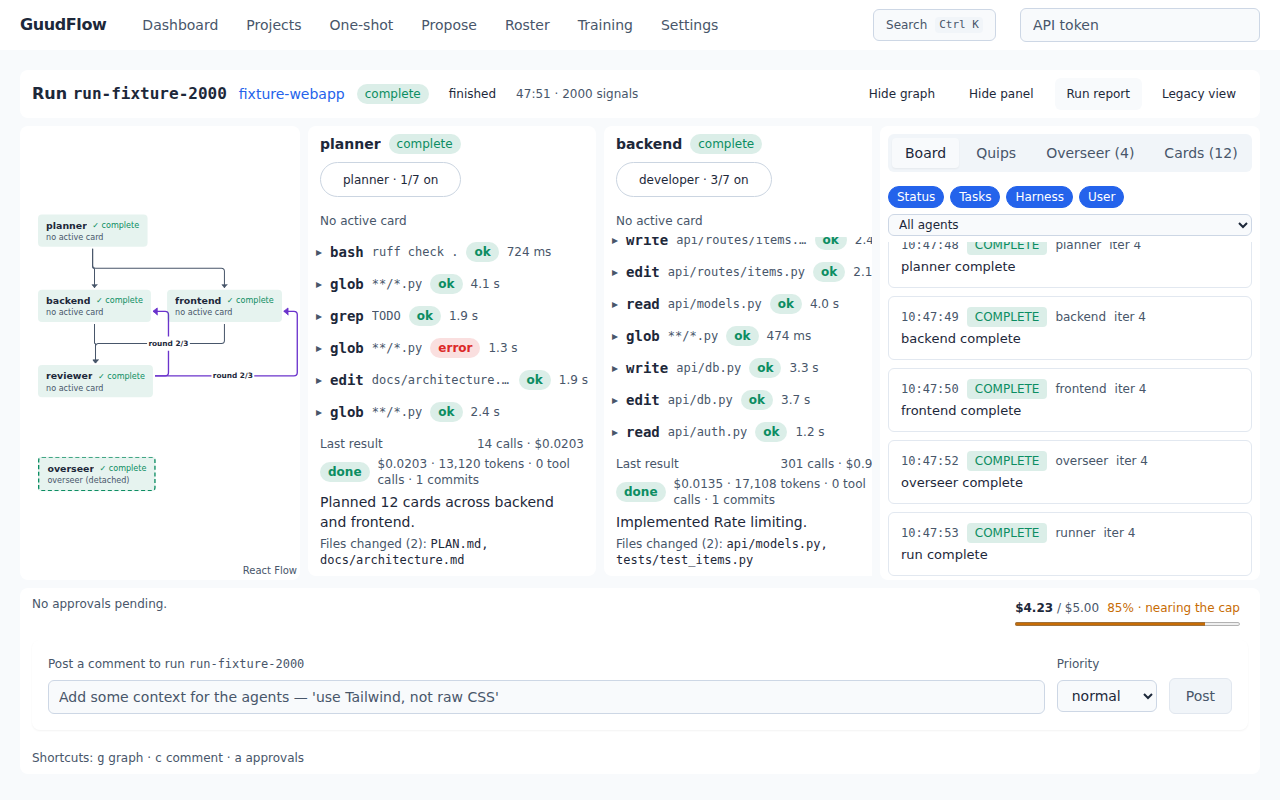 GuudFlow Dashboard Projects One-shot Propose Roster Training Settings Search Ctrl K API token
Run run-fixture-2000 fixture-webapp complete finished 47:51 · 2000 signals Hide graph Hide panel Run report Legacy view
planner ✓ complete
no active card
backend ✓ complete
no active card
frontend ✓ complete
no active card
round 2/3
reviewer ✓ complete
no active card
round 2/3
overseer ✓ complete
overseer (detached)
React Flow
planner complete
planner · 1/7 on
No active card
▸ bash ruff check . ok 724 ms
▸ glob **/*.py ok 4.1 s
▸ grep TODO ok 1.9 s
▸ glob **/*.py error 1.3 s
▸ edit docs/architecture.… ok 1.9 s
▸ glob **/*.py ok 2.4 s
Last result 14 calls · $0.0203
done $0.0203 · 13,120 tokens · 0 tool
calls · 1 commits
Planned 12 cards across backend
and frontend.
Files changed (2): PLAN.md,
docs/architecture.md
backend complete
developer · 3/7 on
No active card
▸ write api/routes/items.… ok 2.4
▸ edit api/routes/items.py ok 2.1
▸ read api/models.py ok 4.0 s
▸ glob **/*.py ok 474 ms
▸ write api/db.py ok 3.3 s
▸ edit api/db.py ok 3.7 s
▸ read api/auth.py ok 1.2 s
Last result 301 calls · $0.9
done $0.0135 · 17,108 tokens · 0 tool
calls · 1 commits
Implemented Rate limiting.
Files changed (2): api/models.py,
tests/test_items.py
Board Quips Overseer (4) Cards (12)
Status Tasks Harness User
All agents
10:47:48 COMPLETE planner iter 4
planner complete
10:47:49 COMPLETE backend iter 4
backend complete
10:47:50 COMPLETE frontend iter 4
frontend complete
10:47:52 COMPLETE overseer iter 4
overseer complete
10:47:53 COMPLETE runner iter 4
run complete
No approvals pending.
$4.23 / $5.00 85% · nearing the cap
Post a comment to run run-fixture-2000 Priority
Add some context for the agents — 'use Tailwind, not raw CSS' normal Post
Shortcuts: g graph · c comment · a approvals